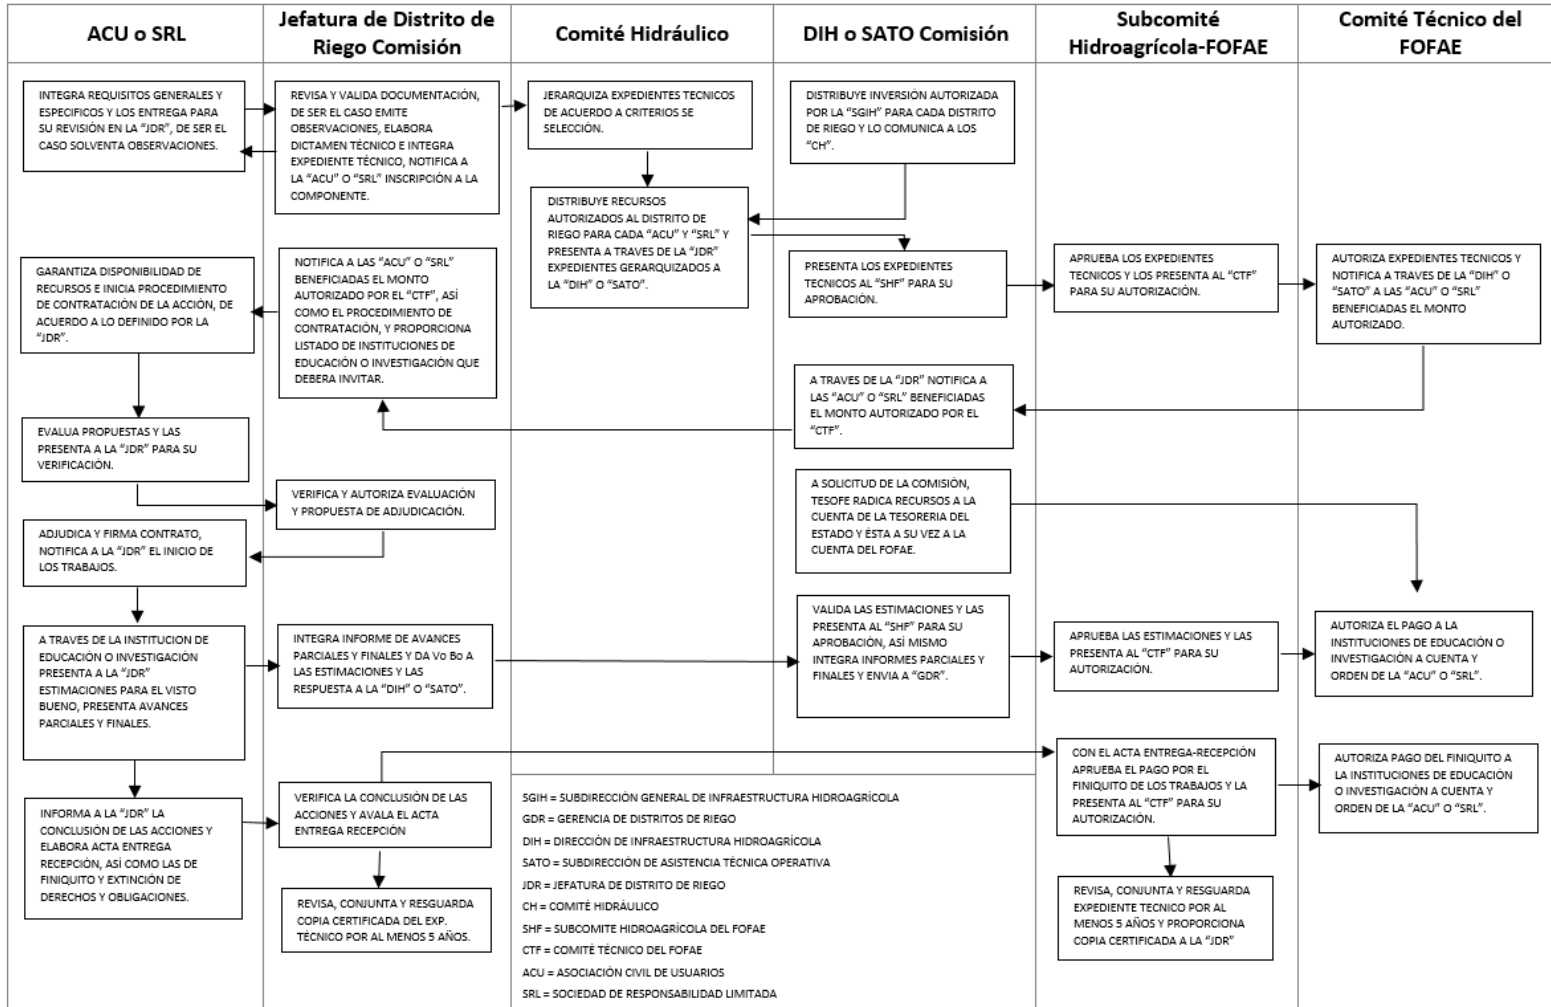 ACU o SRL
Jefatura de Distrito de
Riego Comisión
Comité Hidráulico
DIH o SATO Comisión
Subcomité
Hidroagrícola-FOFAE
Comité Técnico del
FOFAE
INTEGRA REQUISITOS GENERALES Y
ESPECIFICOS Y LOS ENTREGA PARA
SU REVISIÓN EN LA "JDR", DE SER EL
CASO SOLVENTA OBSERVACIONES.
REVISA Y VALIDA DOCUMENTACIÓN,
DE SER EL CASO EMITE
OBSERVACIONES, ELABORA
DICTAMEN TÉCNICO E INTEGRA
EXPEDIENTE TÉCNICO, NOTIFICA A
LA "ACU" O "SRL" INSCRIPCIÓN A LA
COMPONENTE.
JERARQUIZA EXPEDIENTES TECNICOS
DE ACUERDO A CRITERIOS SE
SELECCIÓN.
DISTRIBUYE INVERSIÓN AUTORIZADA
POR LA "SGIH" PARA CADA DISTRITO
DE RIEGO Y LO COMUNICA A LOS
"CH".
DISTRIBUYE RECURSOS
AUTORIZADOS AL DISTRITO DE
RIEGO PARA CADA "ACU" Y "SRL" Y
PRESENTA A TRAVES DE LA "JDR"
EXPEDIENTES GERARQUIZADOS A
LA "DIH" O "SATO".
PRESENTA LOS EXPEDIENTES
TECNICOS AL "SHF" PARA SU
APROBACIÓN.
APRUEBA LOS EXPEDIENTES
TECNICOS Y LOS PRESENTA AL "CTF"
PARA SU AUTORIZACIÓN.
AUTORIZA EXPEDIENTES TECNICOS Y
NOTIFICA A TRAVES DE LA "DIH" O
"SATO" A LAS "ACU" O "SRL"
BENEFICIADAS EL MONTO
AUTORIZADO.
GARANTIZA DISPONIBILIDAD DE
RECURSOS E INICIA PROCEDIMIENTO
DE CONTRATACIÓN DE LA ACCIÓN, DE
ACUERDO A LO DEFINIDO POR LA
"JDR".
NOTIFICA A LAS "ACU" O "SRL"
BENEFICIADAS EL MONTO
AUTORIZADO POR EL "CTF", ASÍ
COMO EL PROCEDIMIENTO DE
CONTRATACIÓN, Y PROPORCIONA
LISTADO DE INSTITUCIONES DE
EDUCACIÓN O INVESTIGACIÓN QUE
DEBERA INVITAR.
A TRAVES DE LA "JDR" NOTIFICA A
LAS "ACU" O "SRL" BENEFICIADAS
EL MONTO AUTORIZADO POR EL
"CTF".
EVALUA PROPUESTAS Y LAS
PRESENTA A LA "JDR" PARA SU
VERIFICACIÓN.
VERIFICA Y AUTORIZA EVALUACIÓN
Y PROPUESTA DE ADJUDICACIÓN.
A SOLICITUD DE LA COMISIÓN,
TESOFE RADICA RECURSOS A LA
CUENTA DE LA TESORERIA DEL
ESTADO Y ÉSTA A SU VEZ A LA
CUENTA DEL FOFAE.
ADJUDICA Y FIRMA CONTRATO,
NOTIFICA A LA "JDR" EL INICIO DE
LOS TRABAJOS.
A TRAVES DE LA INSTITUCION DE
EDUCACIÓN O INVESTIGACIÓN
PRESENTA A LA "JDR"
ESTIMACIONES PARA EL VISTO
BUENO, PRESENTA AVANCES
PARCIALES Y FINALES.
INTEGRA INFORME DE AVANCES
PARCIALES Y FINALES Y DA Vo Bo A
LAS ESTIMACIONES Y LAS
RESPUESTA A LA "DIH" O "SATO".
VALIDA LAS ESTIMACIONES Y LAS
PRESENTA AL "SHF" PARA SU
APROBACIÓN, ASÍ MISMO
INTEGRA INFORMES PARCIALES Y
FINALES Y ENVIA A "GDR".
APRUEBA LAS ESTIMACIONES Y LAS
PRESENTA AL "CTF" PARA SU
AUTORIZACIÓN.
AUTORIZA EL PAGO A LA
INSTITUCIONES DE EDUCACIÓN O
INVESTIGACIÓN A CUENTA Y
ORDEN DE LA "ACU" O "SRL".
INFORMA A LA "JDR" LA
CONCLUSIÓN DE LAS ACCIONES Y
ELABORA ACTA ENTREGA
RECEPCIÓN, ASÍ COMO LAS DE
FINIQUITO Y EXTINCIÓN DE
DERECHOS Y OBLIGACIONES.
VERIFICA LA CONCLUSIÓN DE LAS
ACCIONES Y AVALA EL ACTA
ENTREGA RECEPCIÓN
CON EL ACTA ENTREGA-RECEPCIÓN
APRUEBA EL PAGO POR EL
FINIQUITO DE LOS TRABAJOS Y LA
PRESENTA AL "CTF" PARA SU
AUTORIZACIÓN.
AUTORIZA PAGO DEL FINIQUITO A
LA INSTITUCIONES DE EDUCACIÓN
O INVESTIGACIÓN A CUENTA Y
ORDEN DE LA "ACU" O "SRL".
REVISA, CONJUNTA Y RESGUARDA
COPIA CERTIFICADA DEL EXP.
TÉCNICO POR AL MENOS 5 AÑOS.
REVISA, CONJUNTA Y RESGUARDA
EXPEDIENTE TECNICO POR AL
MENOS 5 AÑOS Y PROPORCIONA
COPIA CERTIFICADA A LA "JDR"
SGIH = SUBDIRECCIÓN GENERAL DE INFRAESTRUCTURA HIDROAGRÍCOLA
GDR = GERENCIA DE DISTRITOS DE RIEGO
DIH = DIRECCIÓN DE INFRAESTRUCTURA HIDROAGRÍCOLA
SATO = SUBDIRECCIÓN DE ASISTENCIA TÉCNICA OPERATIVA
JDR = JEFATURA DE DISTRITO DE RIEGO
CH = COMITÉ HIDRÁULICO
SHF = SUBCOMITE HIDROAGRÍCOLA DEL FOFAE
CTF = COMITÉ TÉCNICO DEL FOFAE
ACU = ASOCIACIÓN CIVIL DE USUARIOS
SRL = SOCIEDAD DE RESPONSABILIDAD LIMITADA